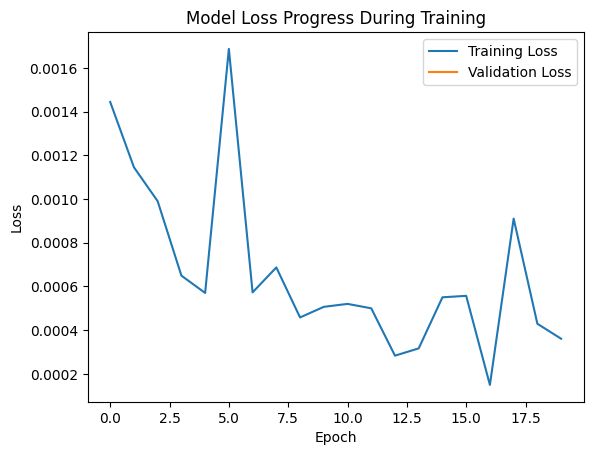 Model Loss Progress During Training
Training Loss
Validation Loss
0.0016
0.0014
0.0012
0.0010
0.0008
0.0006
0.0004
0.0002
Loss
0.0 2.5 5.0 7.5 10.0 12.5 15.0 17.5
Epoch